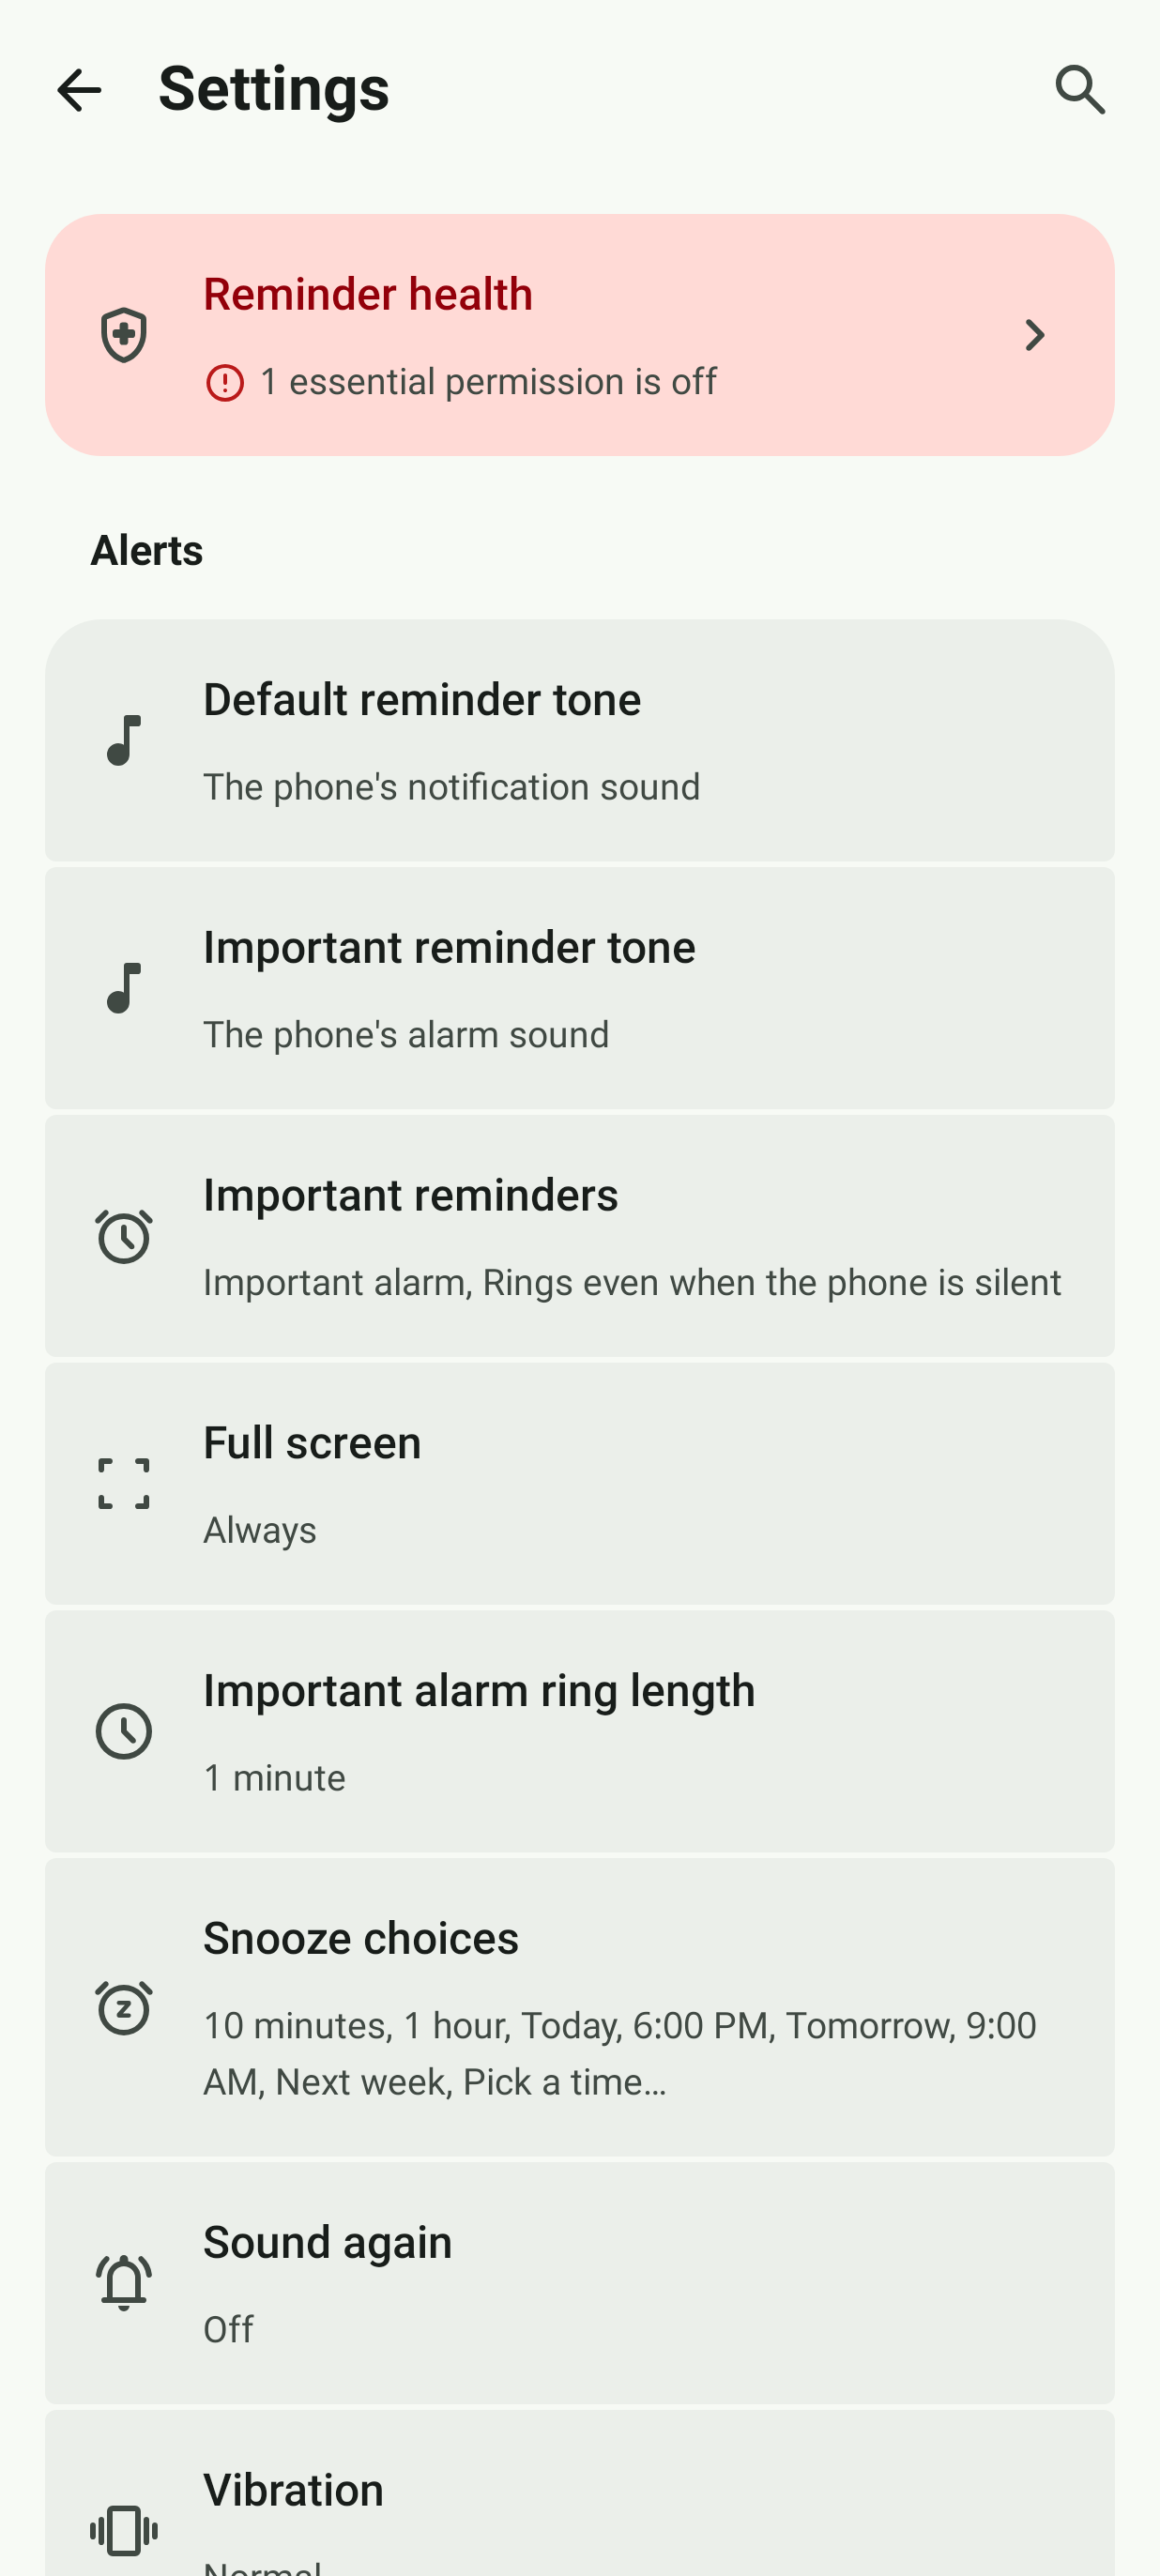 Settings
Reminder health
1 essential permission is off
Alerts
Default reminder tone
The phone's notification sound
Important reminder tone
The phone's alarm sound
Important reminders
Important alarm, Rings even when the phone is silent
Full screen
Always
Important alarm ring length
1 minute
Snooze choices
10 minutes, 1 hour, Today, 6:00 PM, Tomorrow, 9:00
AM, Next week, Pick a time…
Sound again
Off
Vibration
Normal